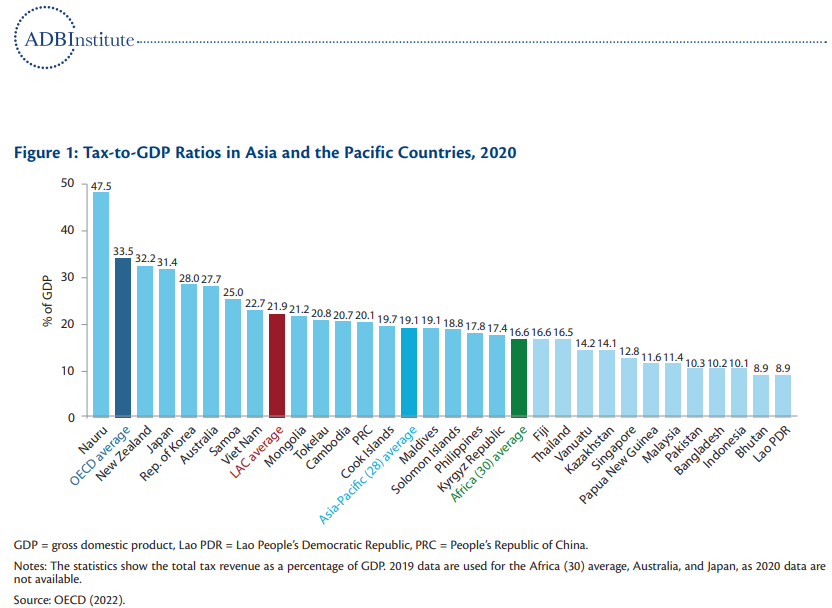 ADBInstitute
Figure 1: Tax-to-GDP Ratios in Asia and the Pacific Countries, 2020
% of GDP
50
40
30
20
10
0
47.5
33.5
32.2
31.4
28.0
27.7
25.0
22.7
21.9
21.2
20.8
20.7
20.1
19.7
19.1
19.1
18.8
17.8
17.4
16.6
16.6
16.5
14.2
14.1
12.8
11.6
11.4
10.3
10.2
10.1
8.9
8.9
Nauru
OECD average
New Zealand
Japan
Rep. of Korea
Australia
Samoa
Viet Nam
LAC average
Mongolia
Tokelau
Cambodia
PRC
Cook Islands
Asia-Pacific (28) average
Maldives
Solomon Islands
Philippines
Kyrgyz Republic
Africa (30) average
Fiji
Thailand
Vanuatu
Kazakhstan
Singapore
Papua New Guinea
Malaysia
Pakistan
Bangladesh
Indonesia
Bhutan
Lao PDR
GDP = gross domestic product, Lao PDR = Lao People's Democratic Republic, PRC = People's Republic of China.
Notes: The statistics show the total tax revenue as a percentage of GDP. 2019 data are used for the Africa (30) average, Australia, and Japan, as 2020 data are
not available.
Source: OECD (2022).